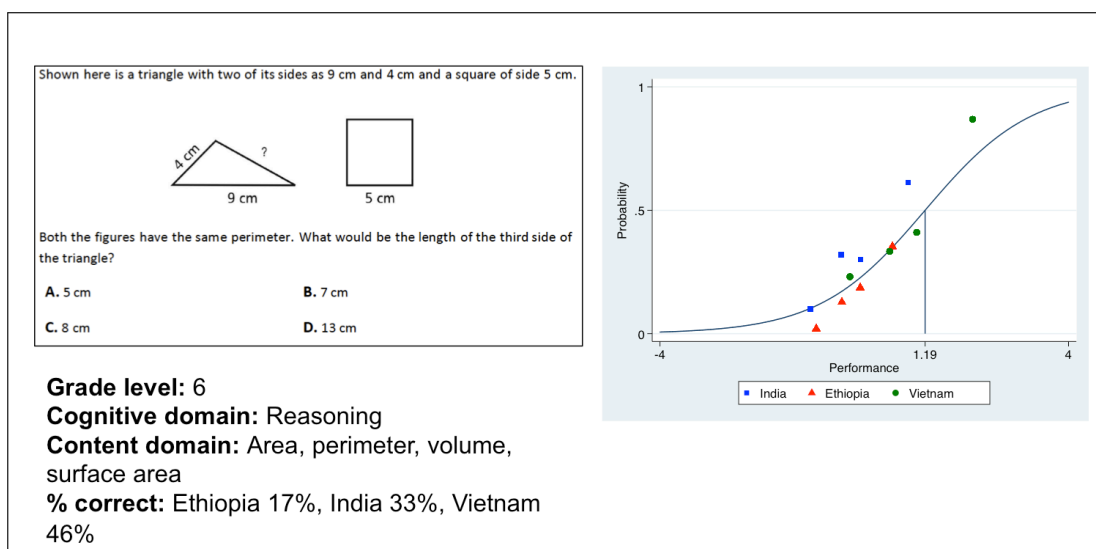 Shown here is a triangle with two of its sides as 9 cm and 4 cm and a square of side 5 cm.
4 cm
?
9 cm
5 cm
Both the figures have the same perimeter. What would be the length of the third side of
the triangle?
A. 5 cm
B. 7 cm
C. 8 cm
D. 13 cm
Grade level: 6
Cognitive domain: Reasoning
Content domain: Area, perimeter, volume,
surface area
% correct: Ethiopia 17%, India 33%, Vietnam
46%
1
.5
0
Probability
-4
1.19
4
Performance
India
Ethiopia
Vietnam